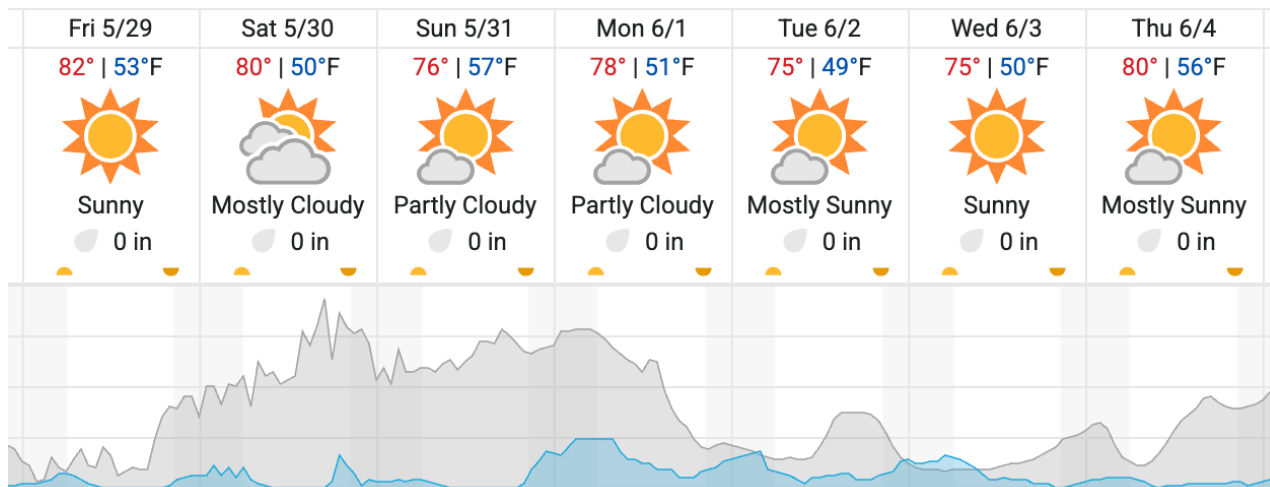 Fri 5/29
Sat 5/30
Sun 5/31
Mon 6/1
Tue 6/2
Wed 6/3
Thu 6/4
82° | 53°F
80° | 50°F
76° | 57°F
78° | 51°F
75° | 49°F
75° | 50°F
80° | 56°F
Sunny
Mostly Cloudy
Partly Cloudy
Partly Cloudy
Mostly Sunny
Sunny
Mostly Sunny
0 in
0 in
0 in
0 in
0 in
0 in
0 in